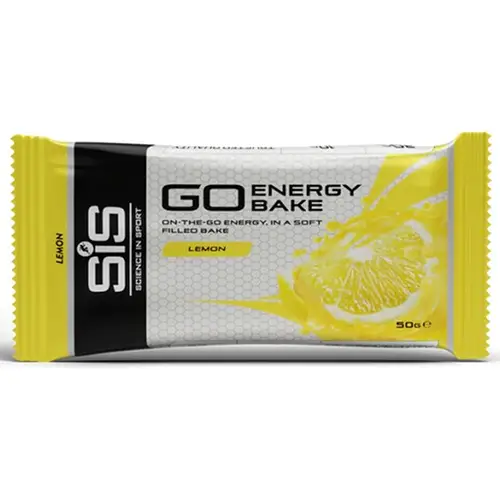 LEMON
SiS
SCIENCE IN SPORT
GO ENERGY
BAKE
ON-THE-GO ENERGY, IN A SOFT
FILLED BAKE
LEMON
50G e